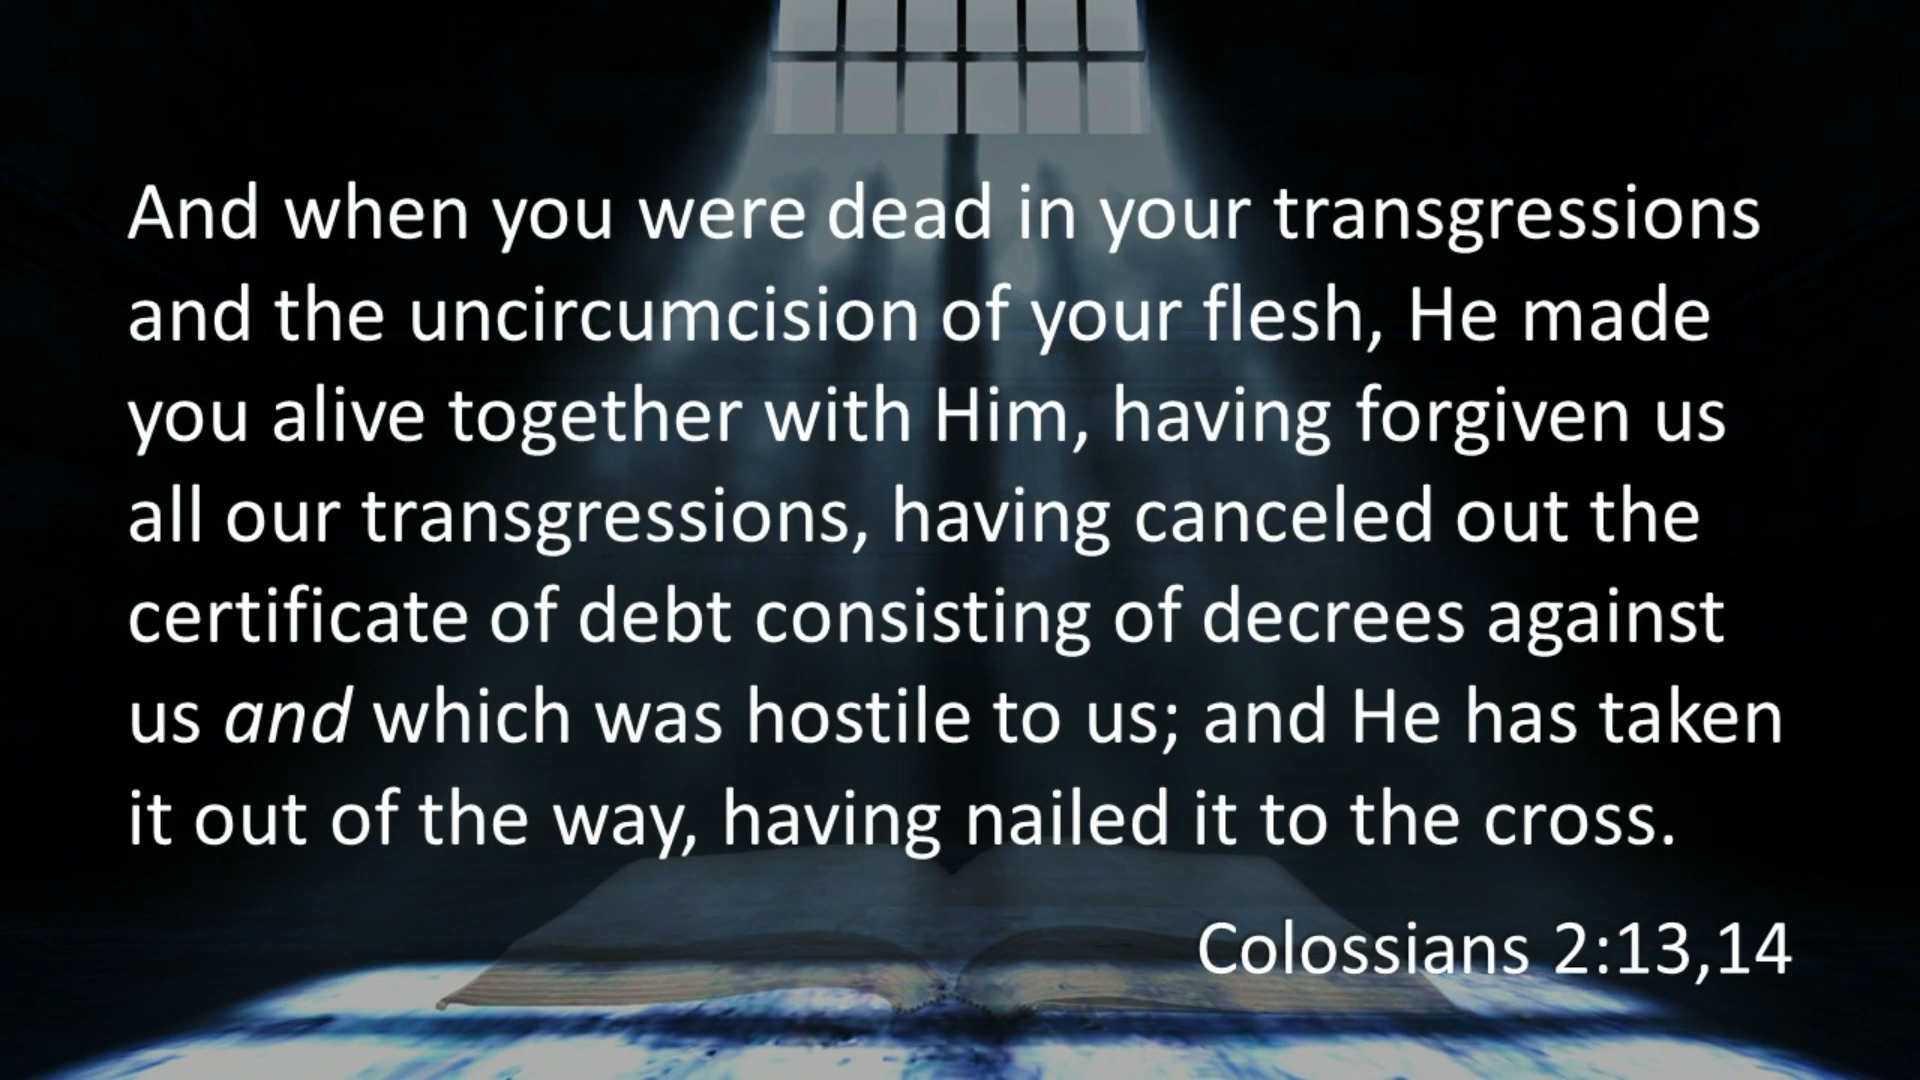 And when you were dead in your transgressions
and the uncircumcision of your flesh, He made
you alive together with Him, having forgiven us
all our transgressions, having canceled out the
certificate of debt consisting of decrees against
us and which was hostile to us; and He has taken
it out of the way, having nailed it to the cross.
Colossians 2:13,14